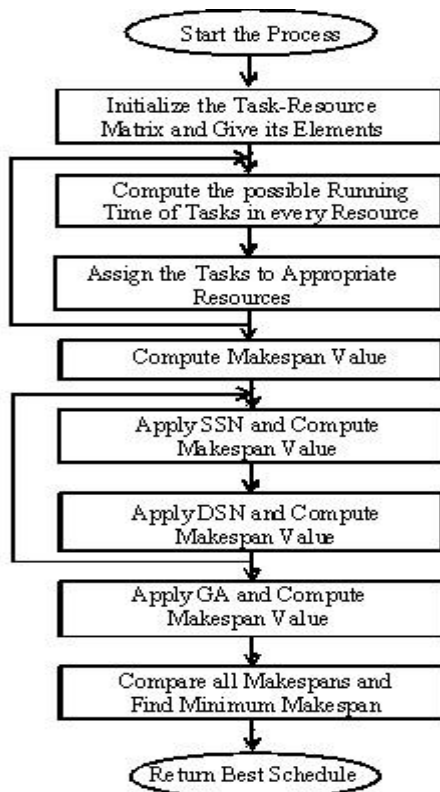 Start the Process
Initialize the Task-Resource
Matrix and Give its Elements
Compute the possible Running
Time of Tasks in every Resource
Assign the Tasks to Appropriate
Resources
Compute Makespan Value
Apply SSN and Compute
Makespan Value
Apply DSN and Compute
Makespan Value
Apply GA and Compute
Makespan Value
Compare all Makespans and
Find Minimum Makespan
Return Best Schedule